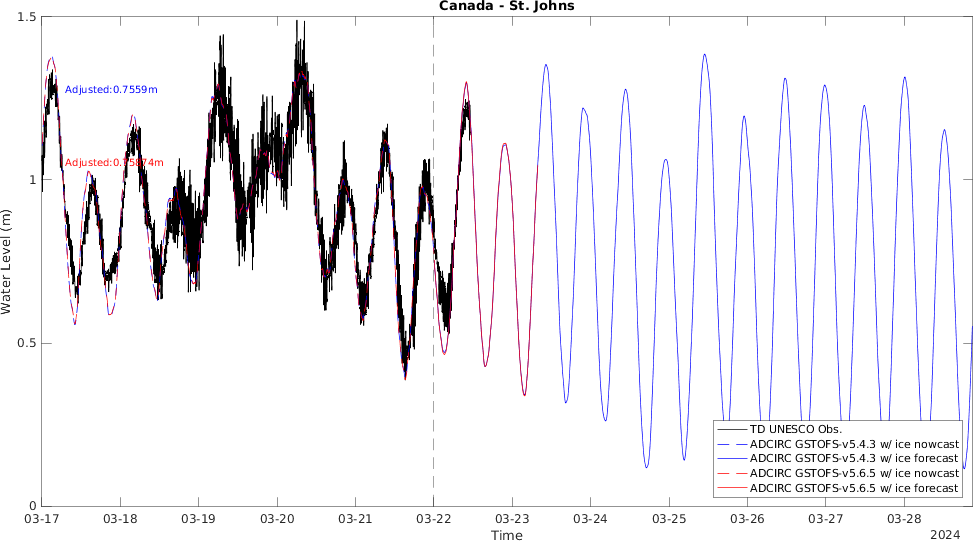 Canada - St. Johns
1.5
Adjusted:0.7559m
Adjusted:0.75874m
1
0.5
0
Water Level (m)
TD UNESCO Obs.
ADCIRC GSTOFS-v5.4.3 w/ ice nowcast
ADCIRC GSTOFS-v5.4.3 w/ ice forecast
ADCIRC GSTOFS-v5.6.5 w/ ice nowcast
ADCIRC GSTOFS-v5.6.5 w/ ice forecast
03-17 03-18 03-19 03-20 03-21 03-22 03-23 03-24 03-25 03-26 03-27 03-28
Time
2024